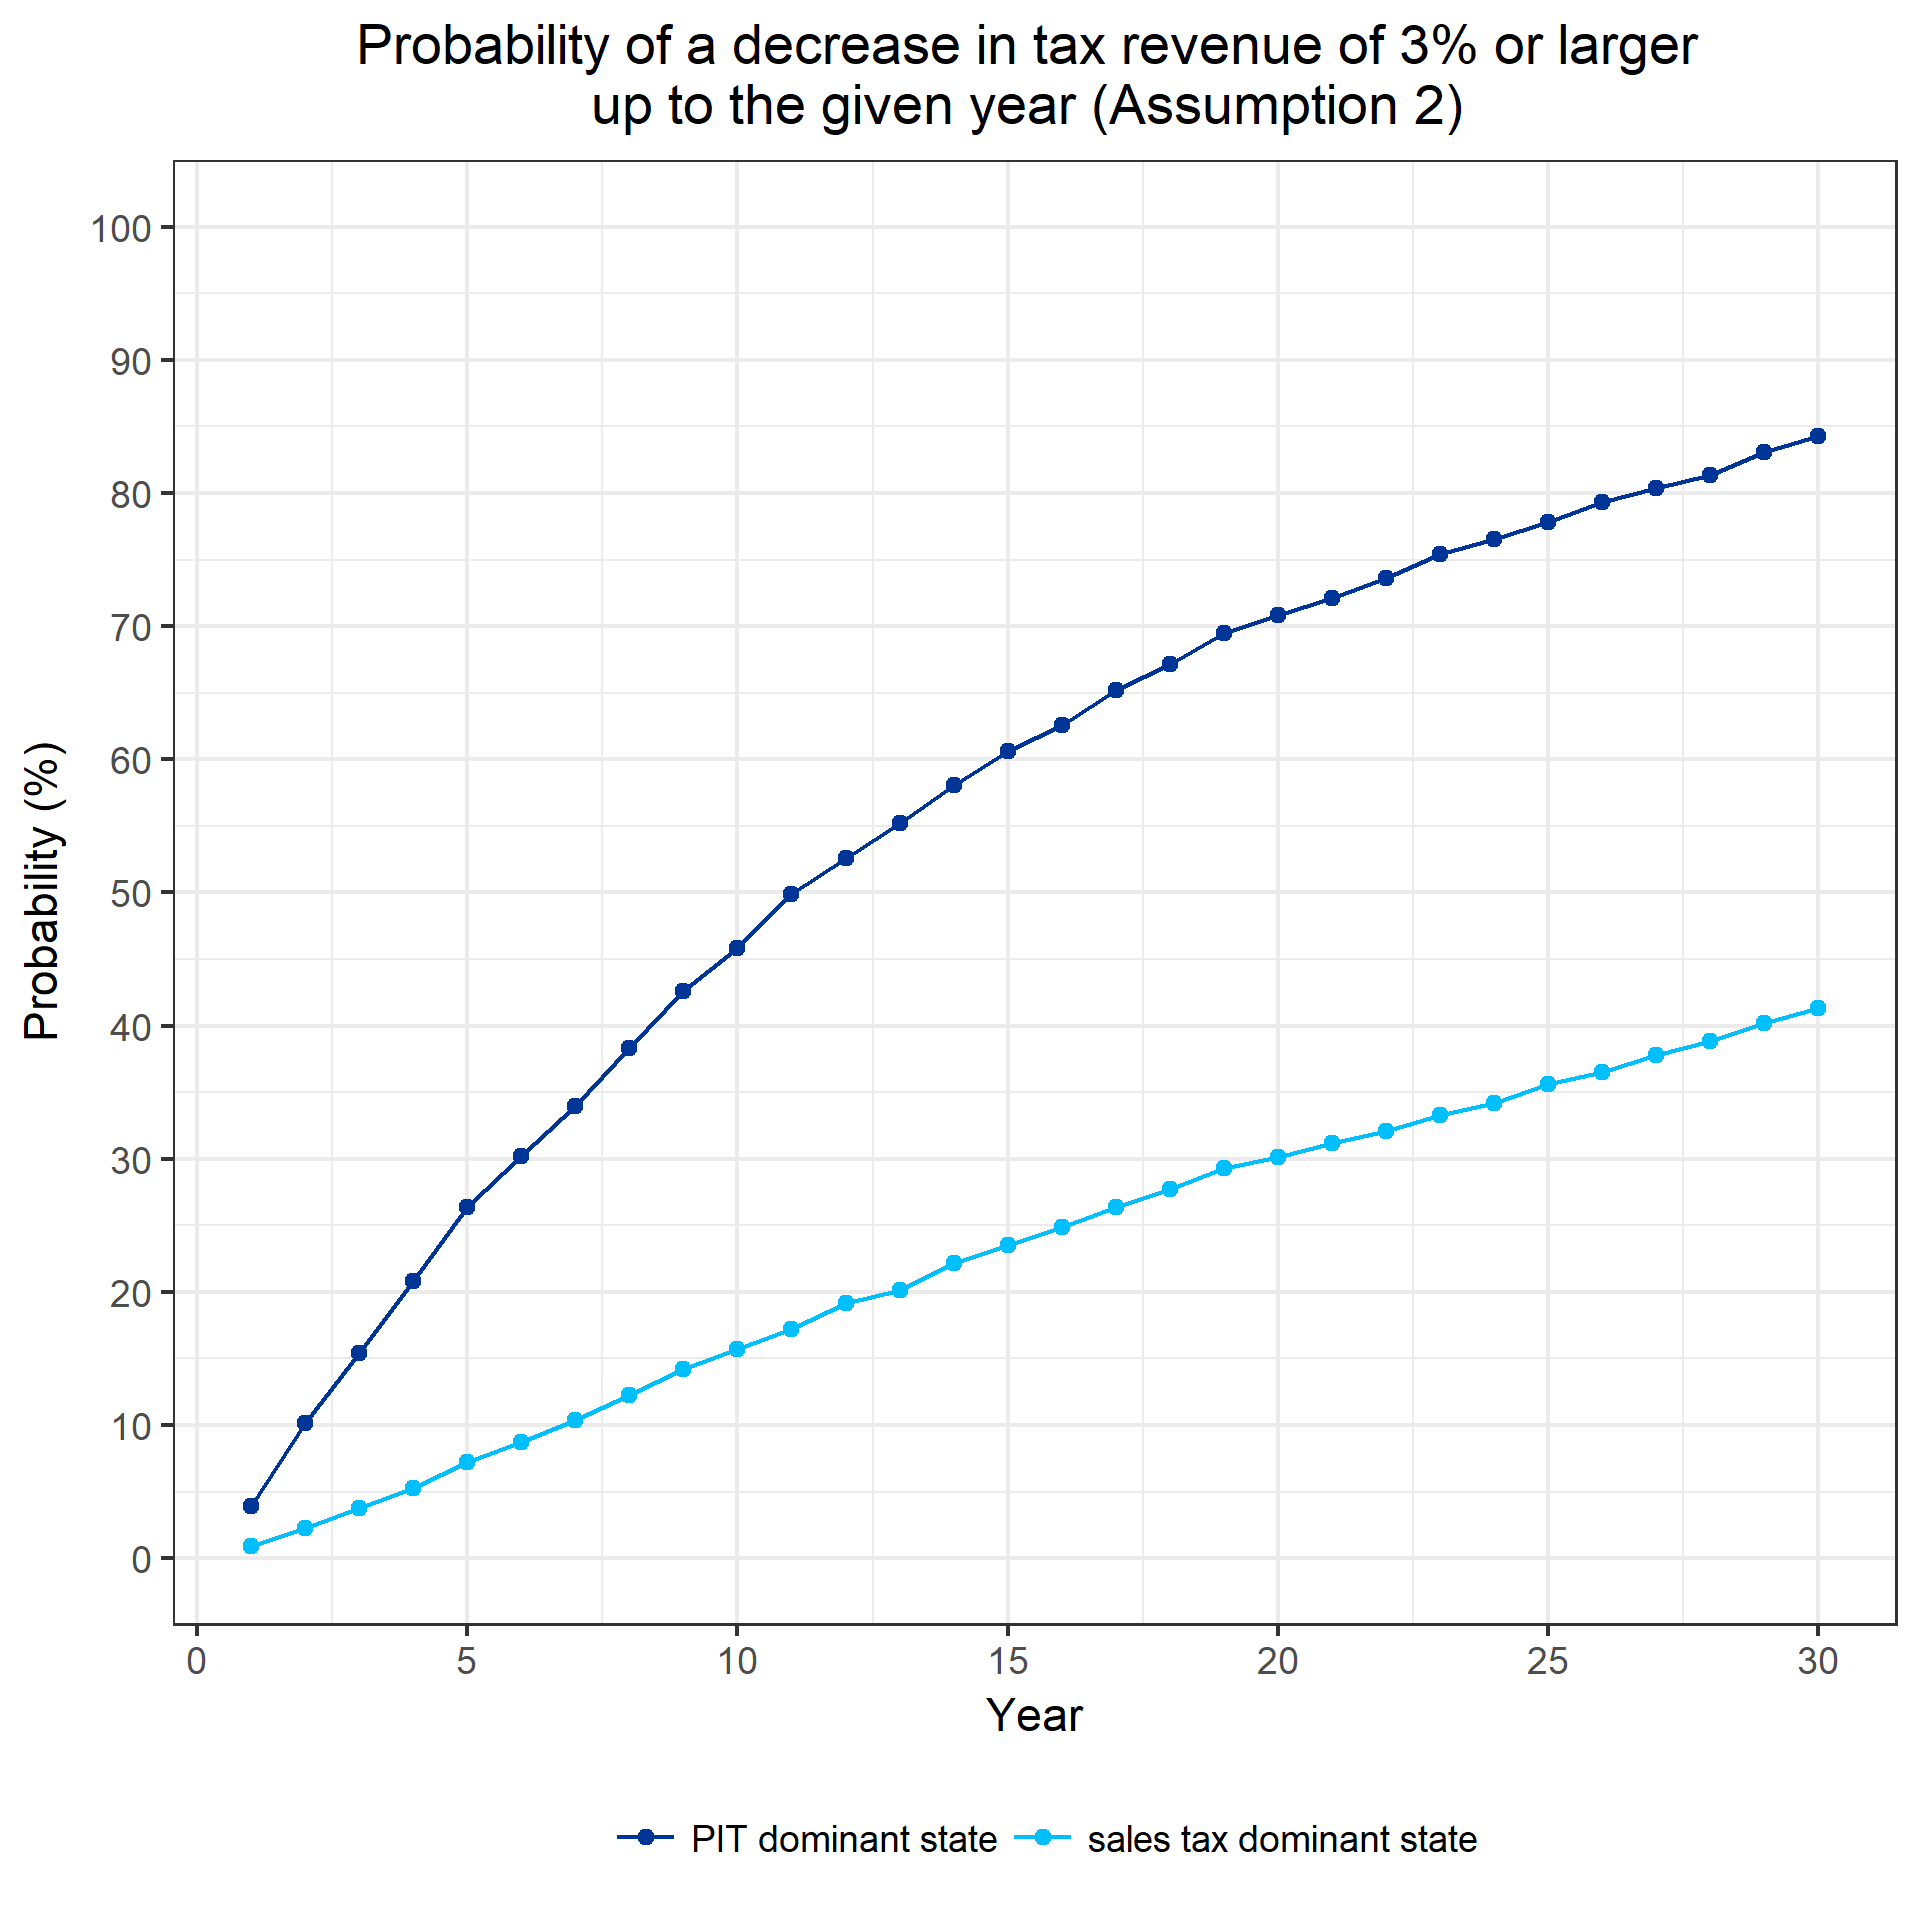 Probability of a decrease in tax revenue of 3% or larger
up to the given year (Assumption 2)
Probability (%)
100
90
80
70
60
50
40
30
20
10
0
0 5 10 15 20 25 30
Year
PIT dominant state sales tax dominant state